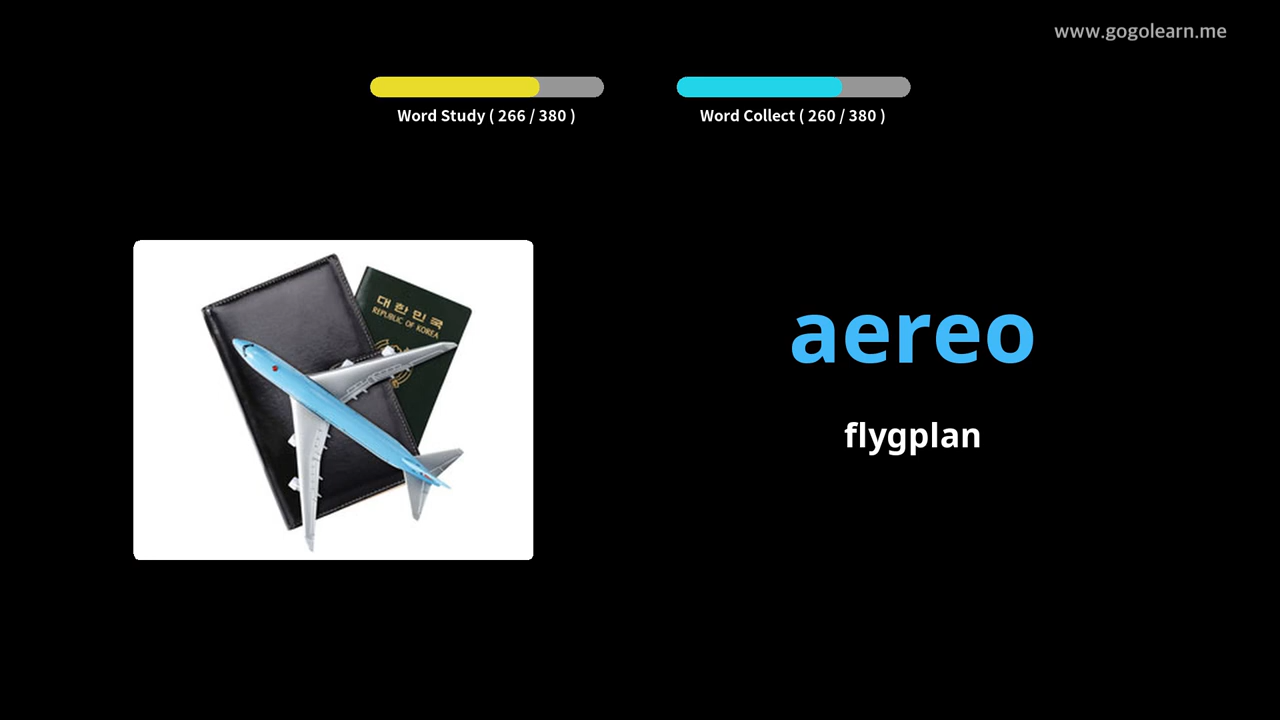 www.gogolearn.me
Word Study ( 266 / 380 )
Word Collect ( 260 / 380 )
대한민국
REPUBLIC OF KOREA
aereo
flygplan